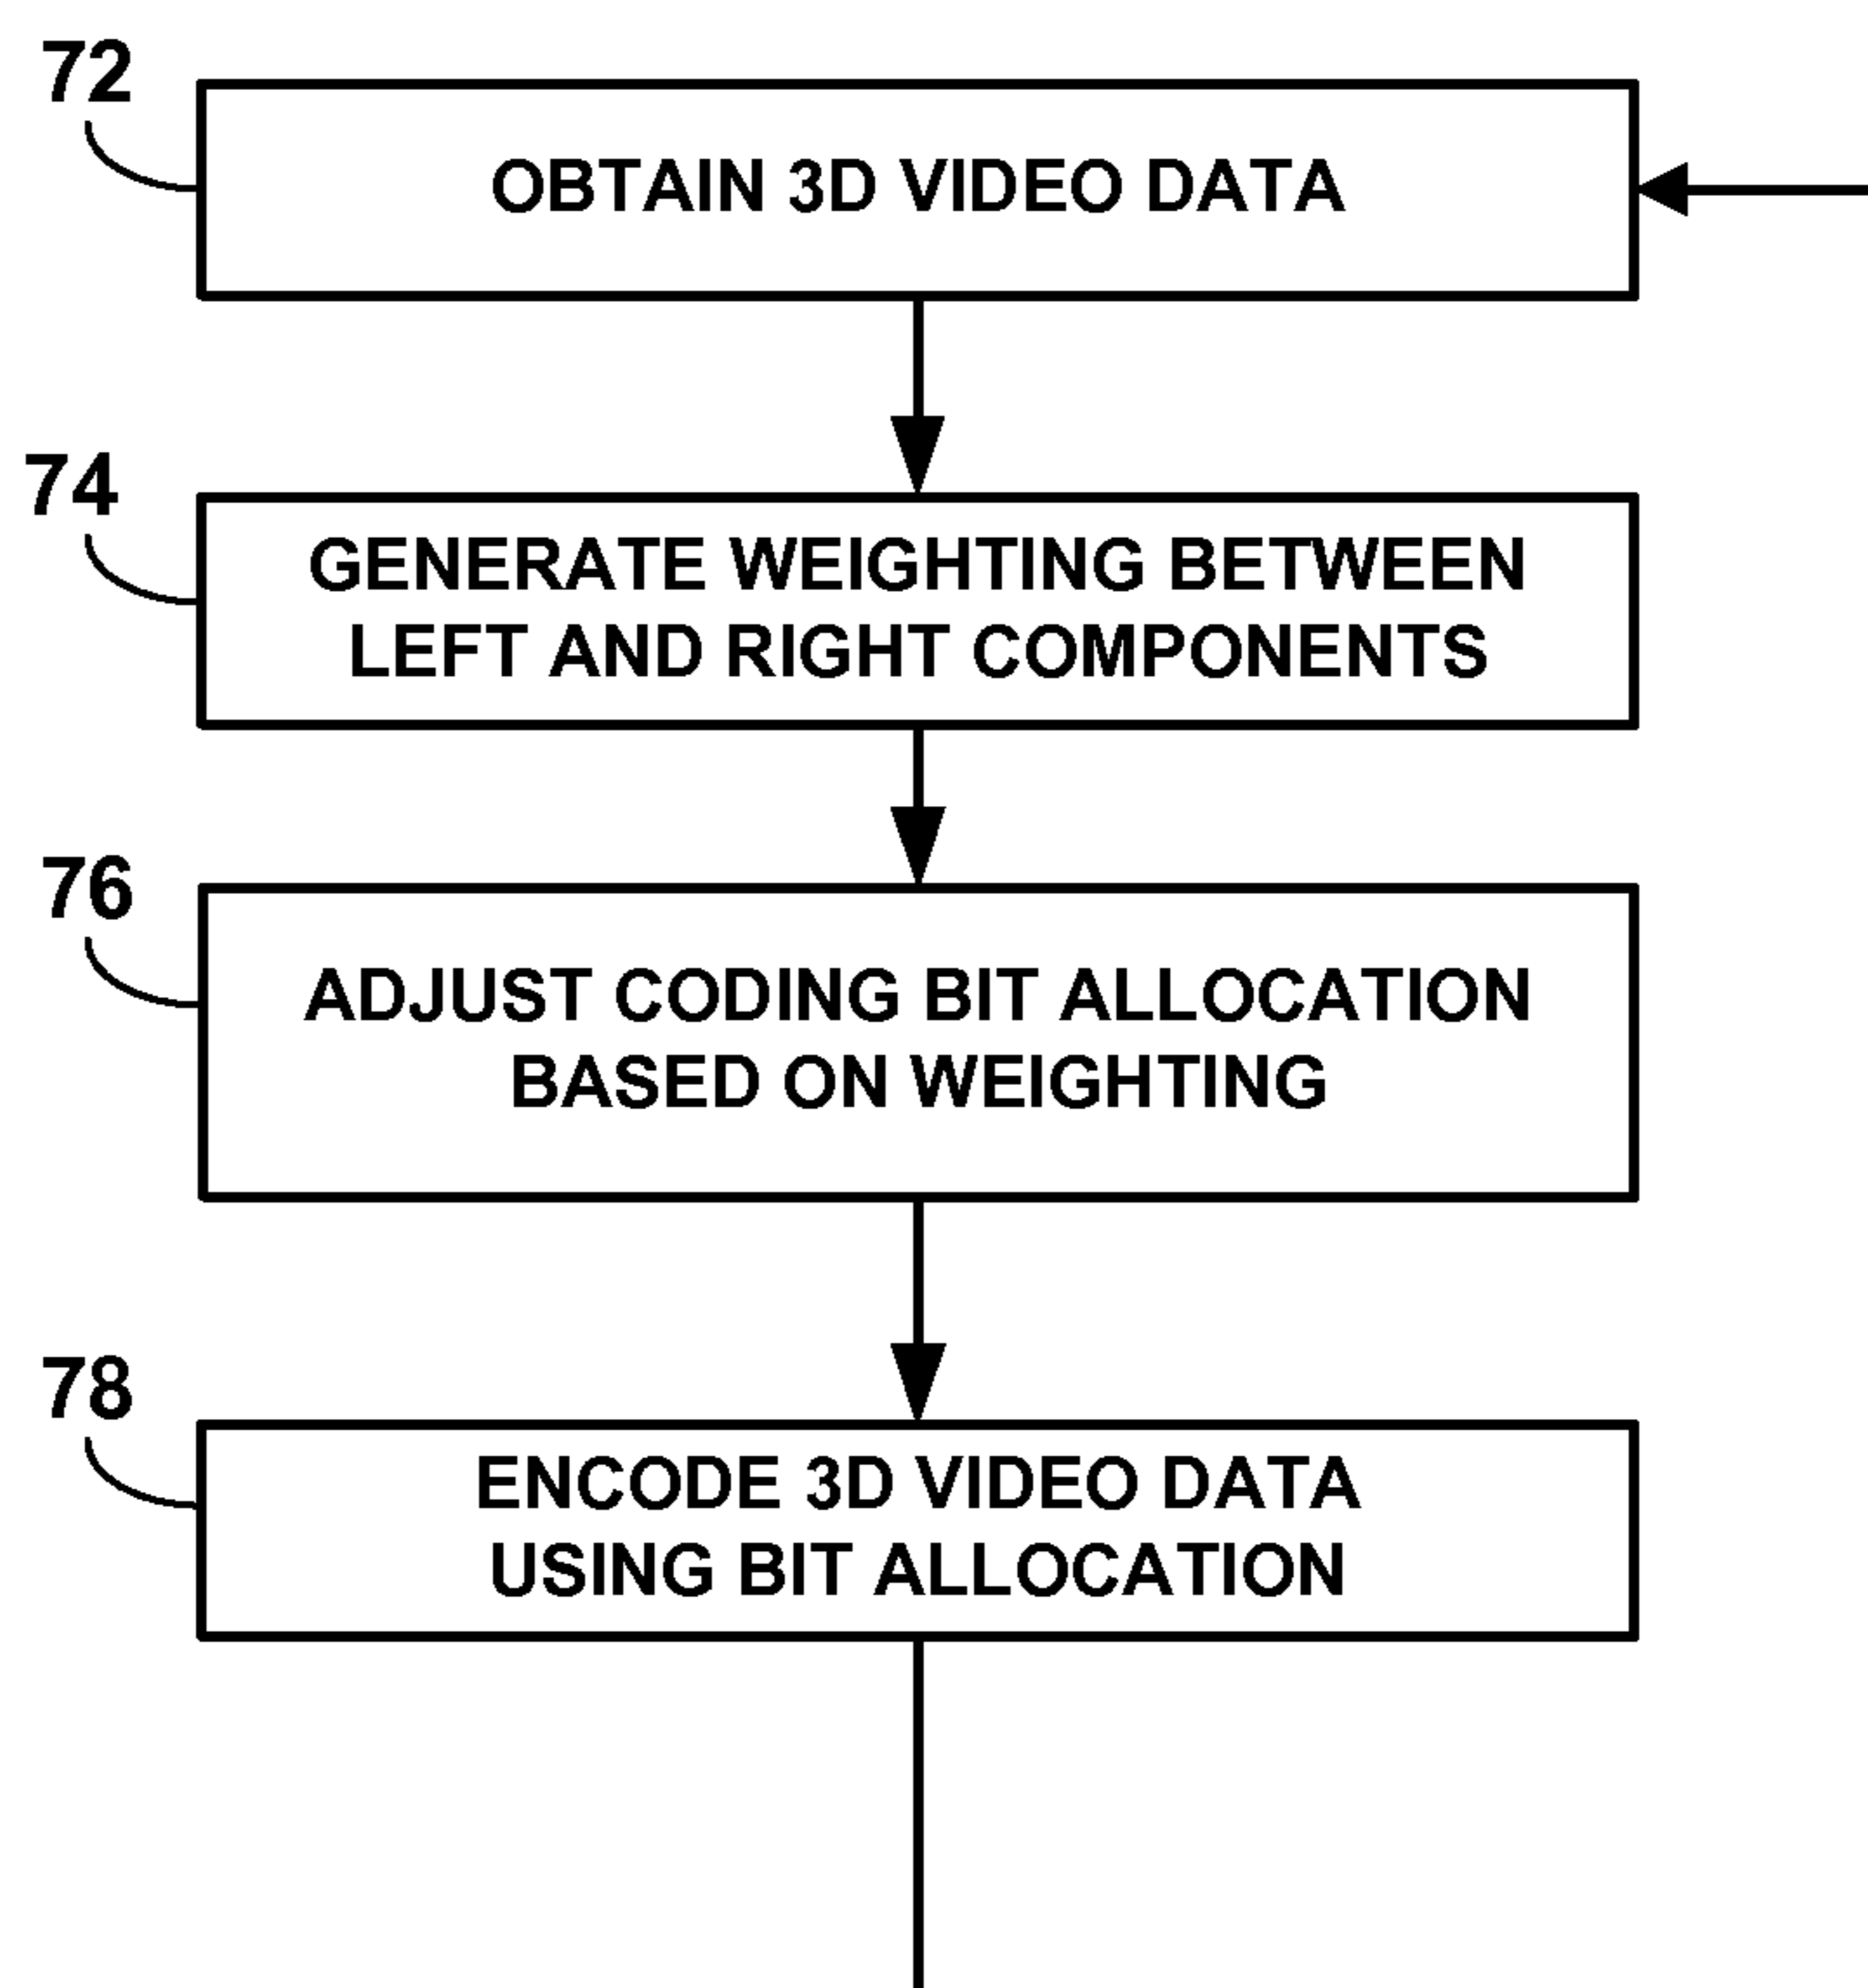 72
OBTAIN 3D VIDEO DATA
74
GENERATE WEIGHTING BETWEEN
LEFT AND RIGHT COMPONENTS
76
ADJUST CODING BIT ALLOCATION
BASED ON WEIGHTING
78
ENCODE 3D VIDEO DATA
USING BIT ALLOCATION